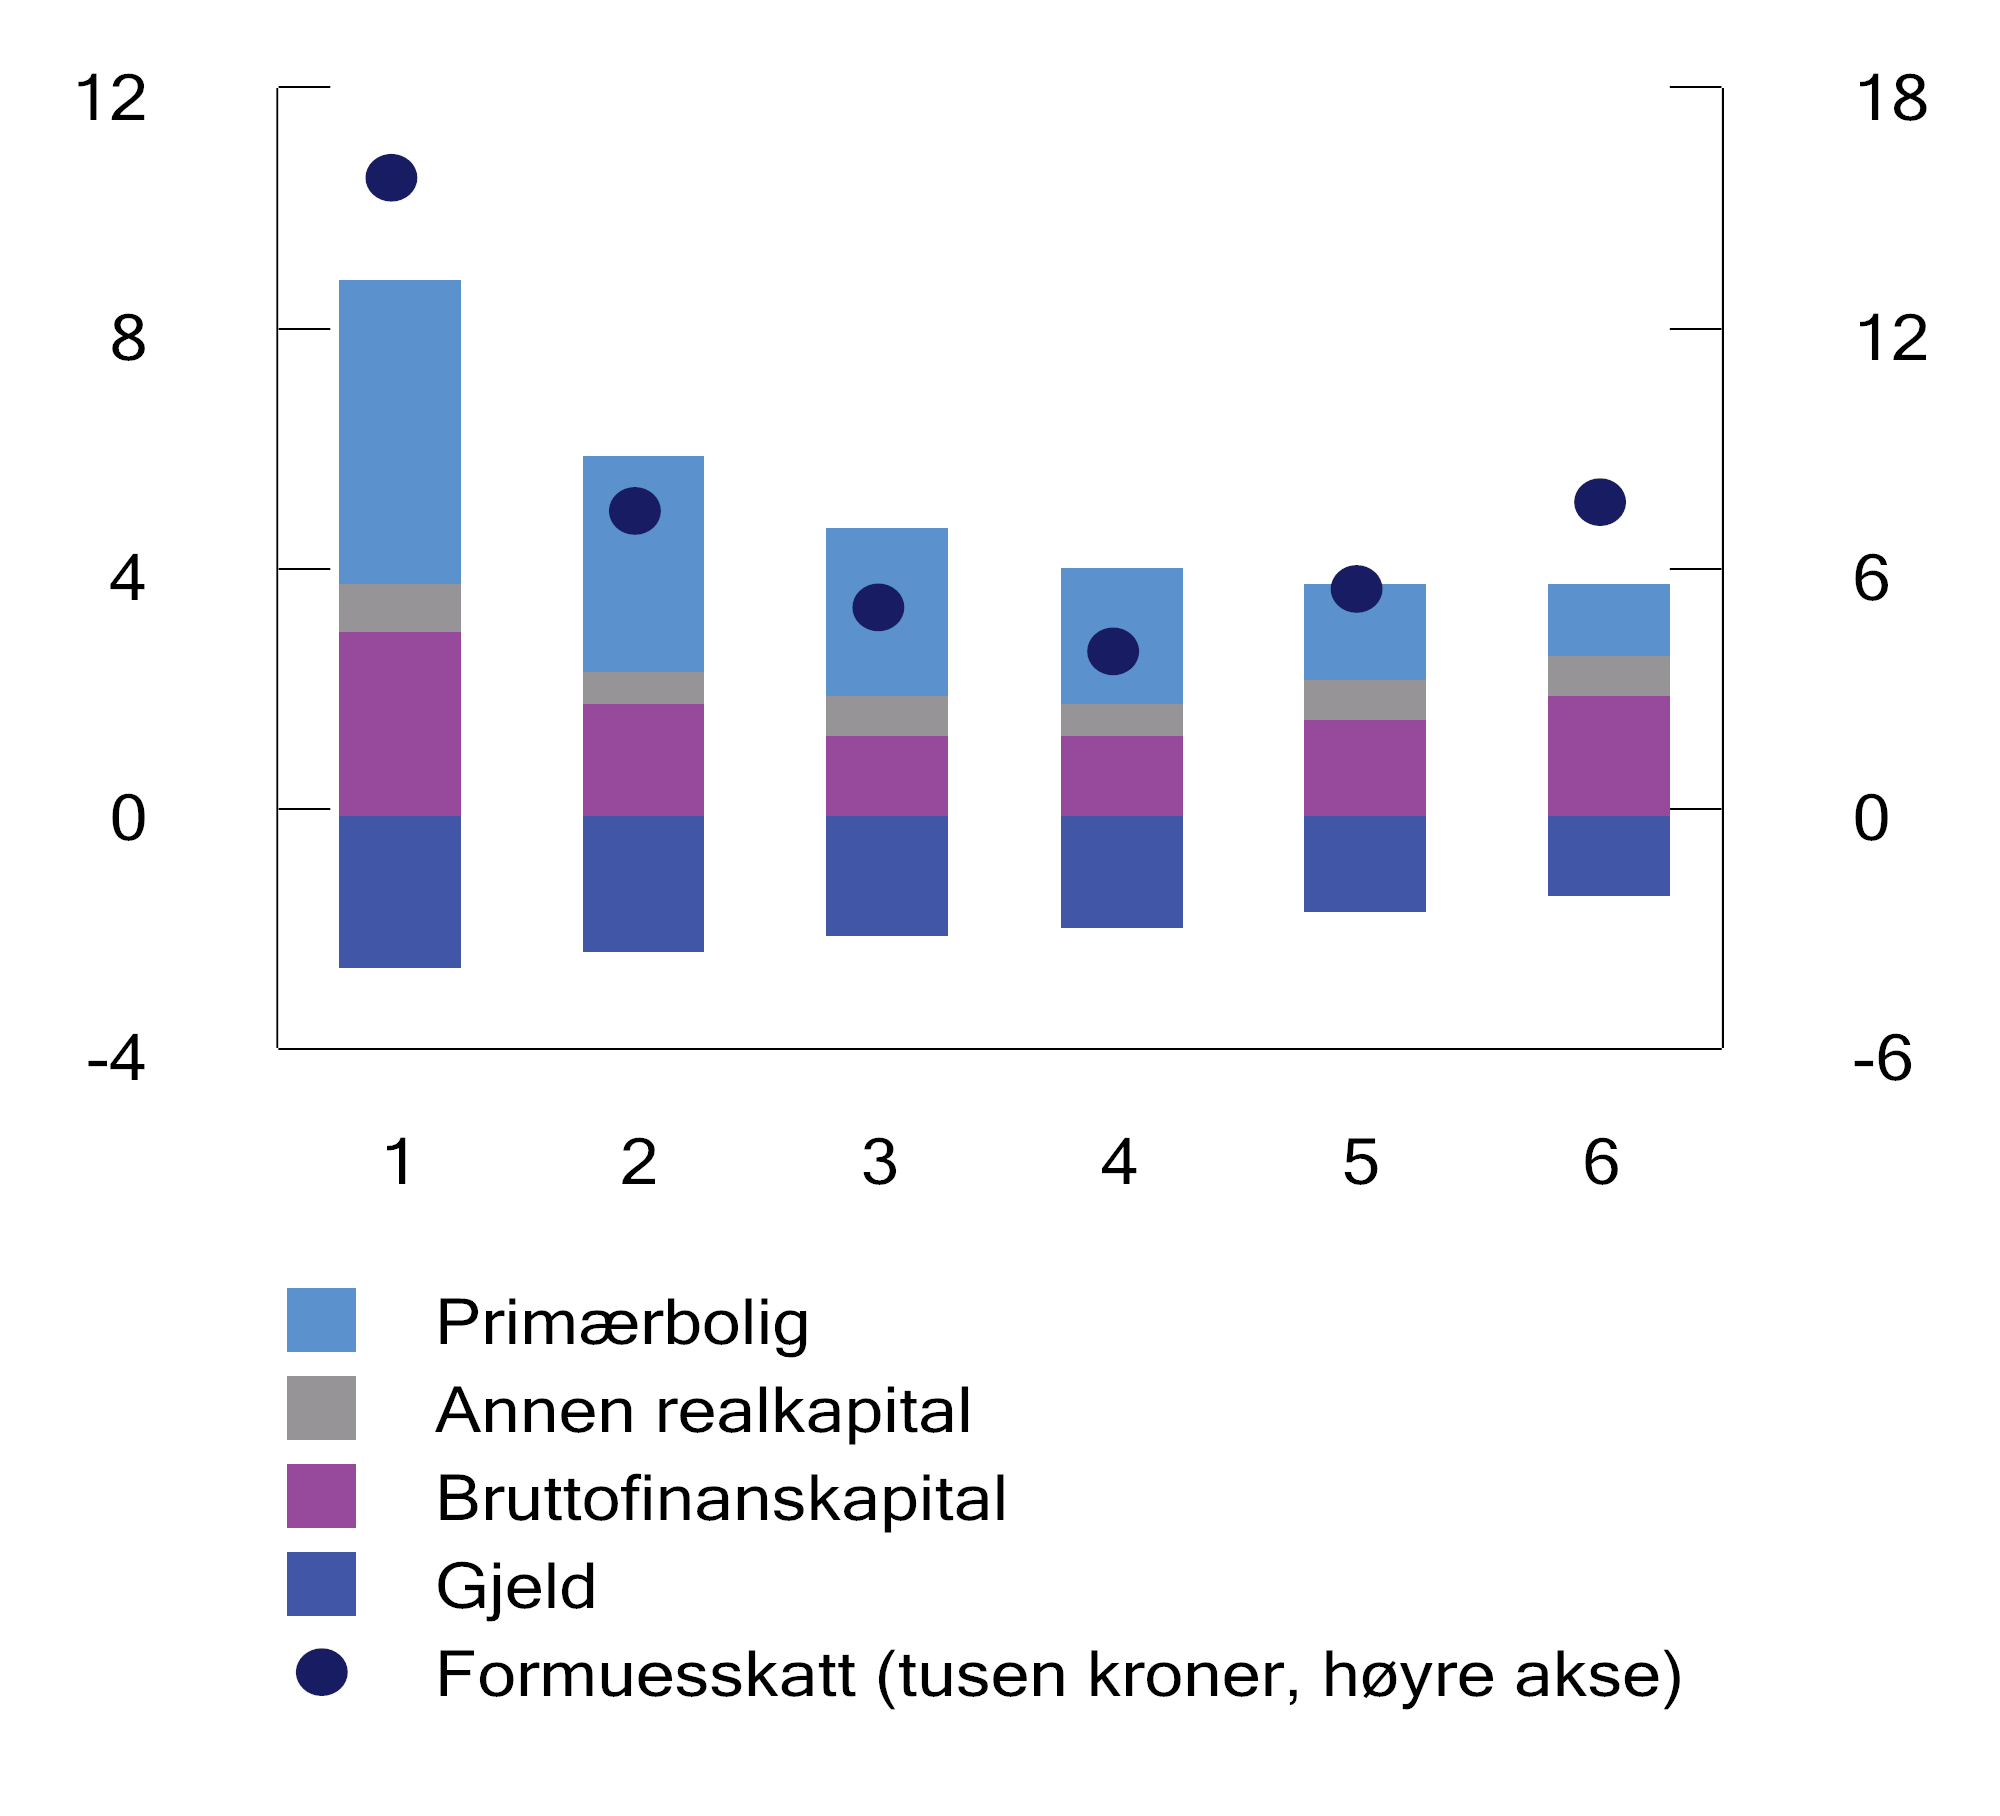 12 18
8 12
4 6
0 0
-4 -6
1 2 3 4 5 6
Primærbolig
Annen realkapital
Bruttofinanskapital
Gjeld
Formuesskatt (tusen kroner, høyre akse)